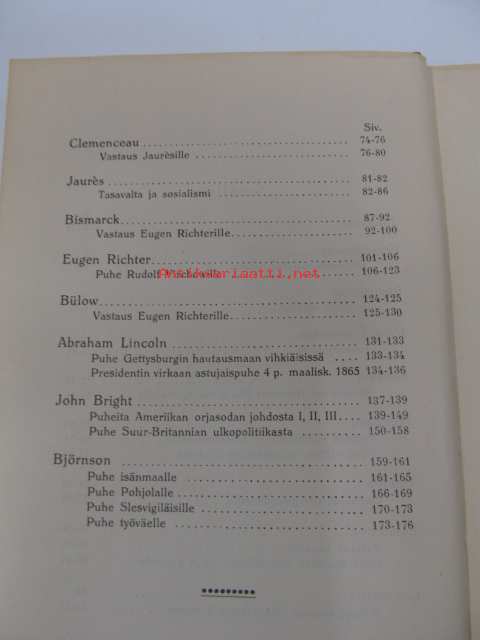 Siv.
Clemenceau ................................... 74-76
Vastaus Jaurèsille ........................... 76-80
Jaurès ....................................... 81-82
Tasavalta ja sosialismi ...................... 82-86
Bismarck ..................................... 87-92
Vastaus Eugen Richterille .................... 92-100
Eugen Richter ................................ 101-106
Puhe Rudolf ........................ 106-123
Antikvariaatti.net
Bülow ........................................ 124-125
Vastaus Eugen Richterille .................... 125-130
Abraham Lincoln .............................. 131-133
Puhe Gettysburgin hautausmaan vihkiäisissä .... 133-134
Presidentin virkaan astujaispuhe 4 p. maalisk. 1865 134-136
John Bright .................................. 137-139
Puheita Ameriikan orjasodan johdosta I, II, III .... 139-149
Puhe Suur-Britannian ulkopolitiikasta .......... 150-158
Björnson ..................................... 159-161
Puhe isänmaalle .............................. 161-165
Puhe Pohjolalle .............................. 166-169
Puhe Slesvigiläisille ........................ 170-173
Puhe työväelle ............................... 173-176